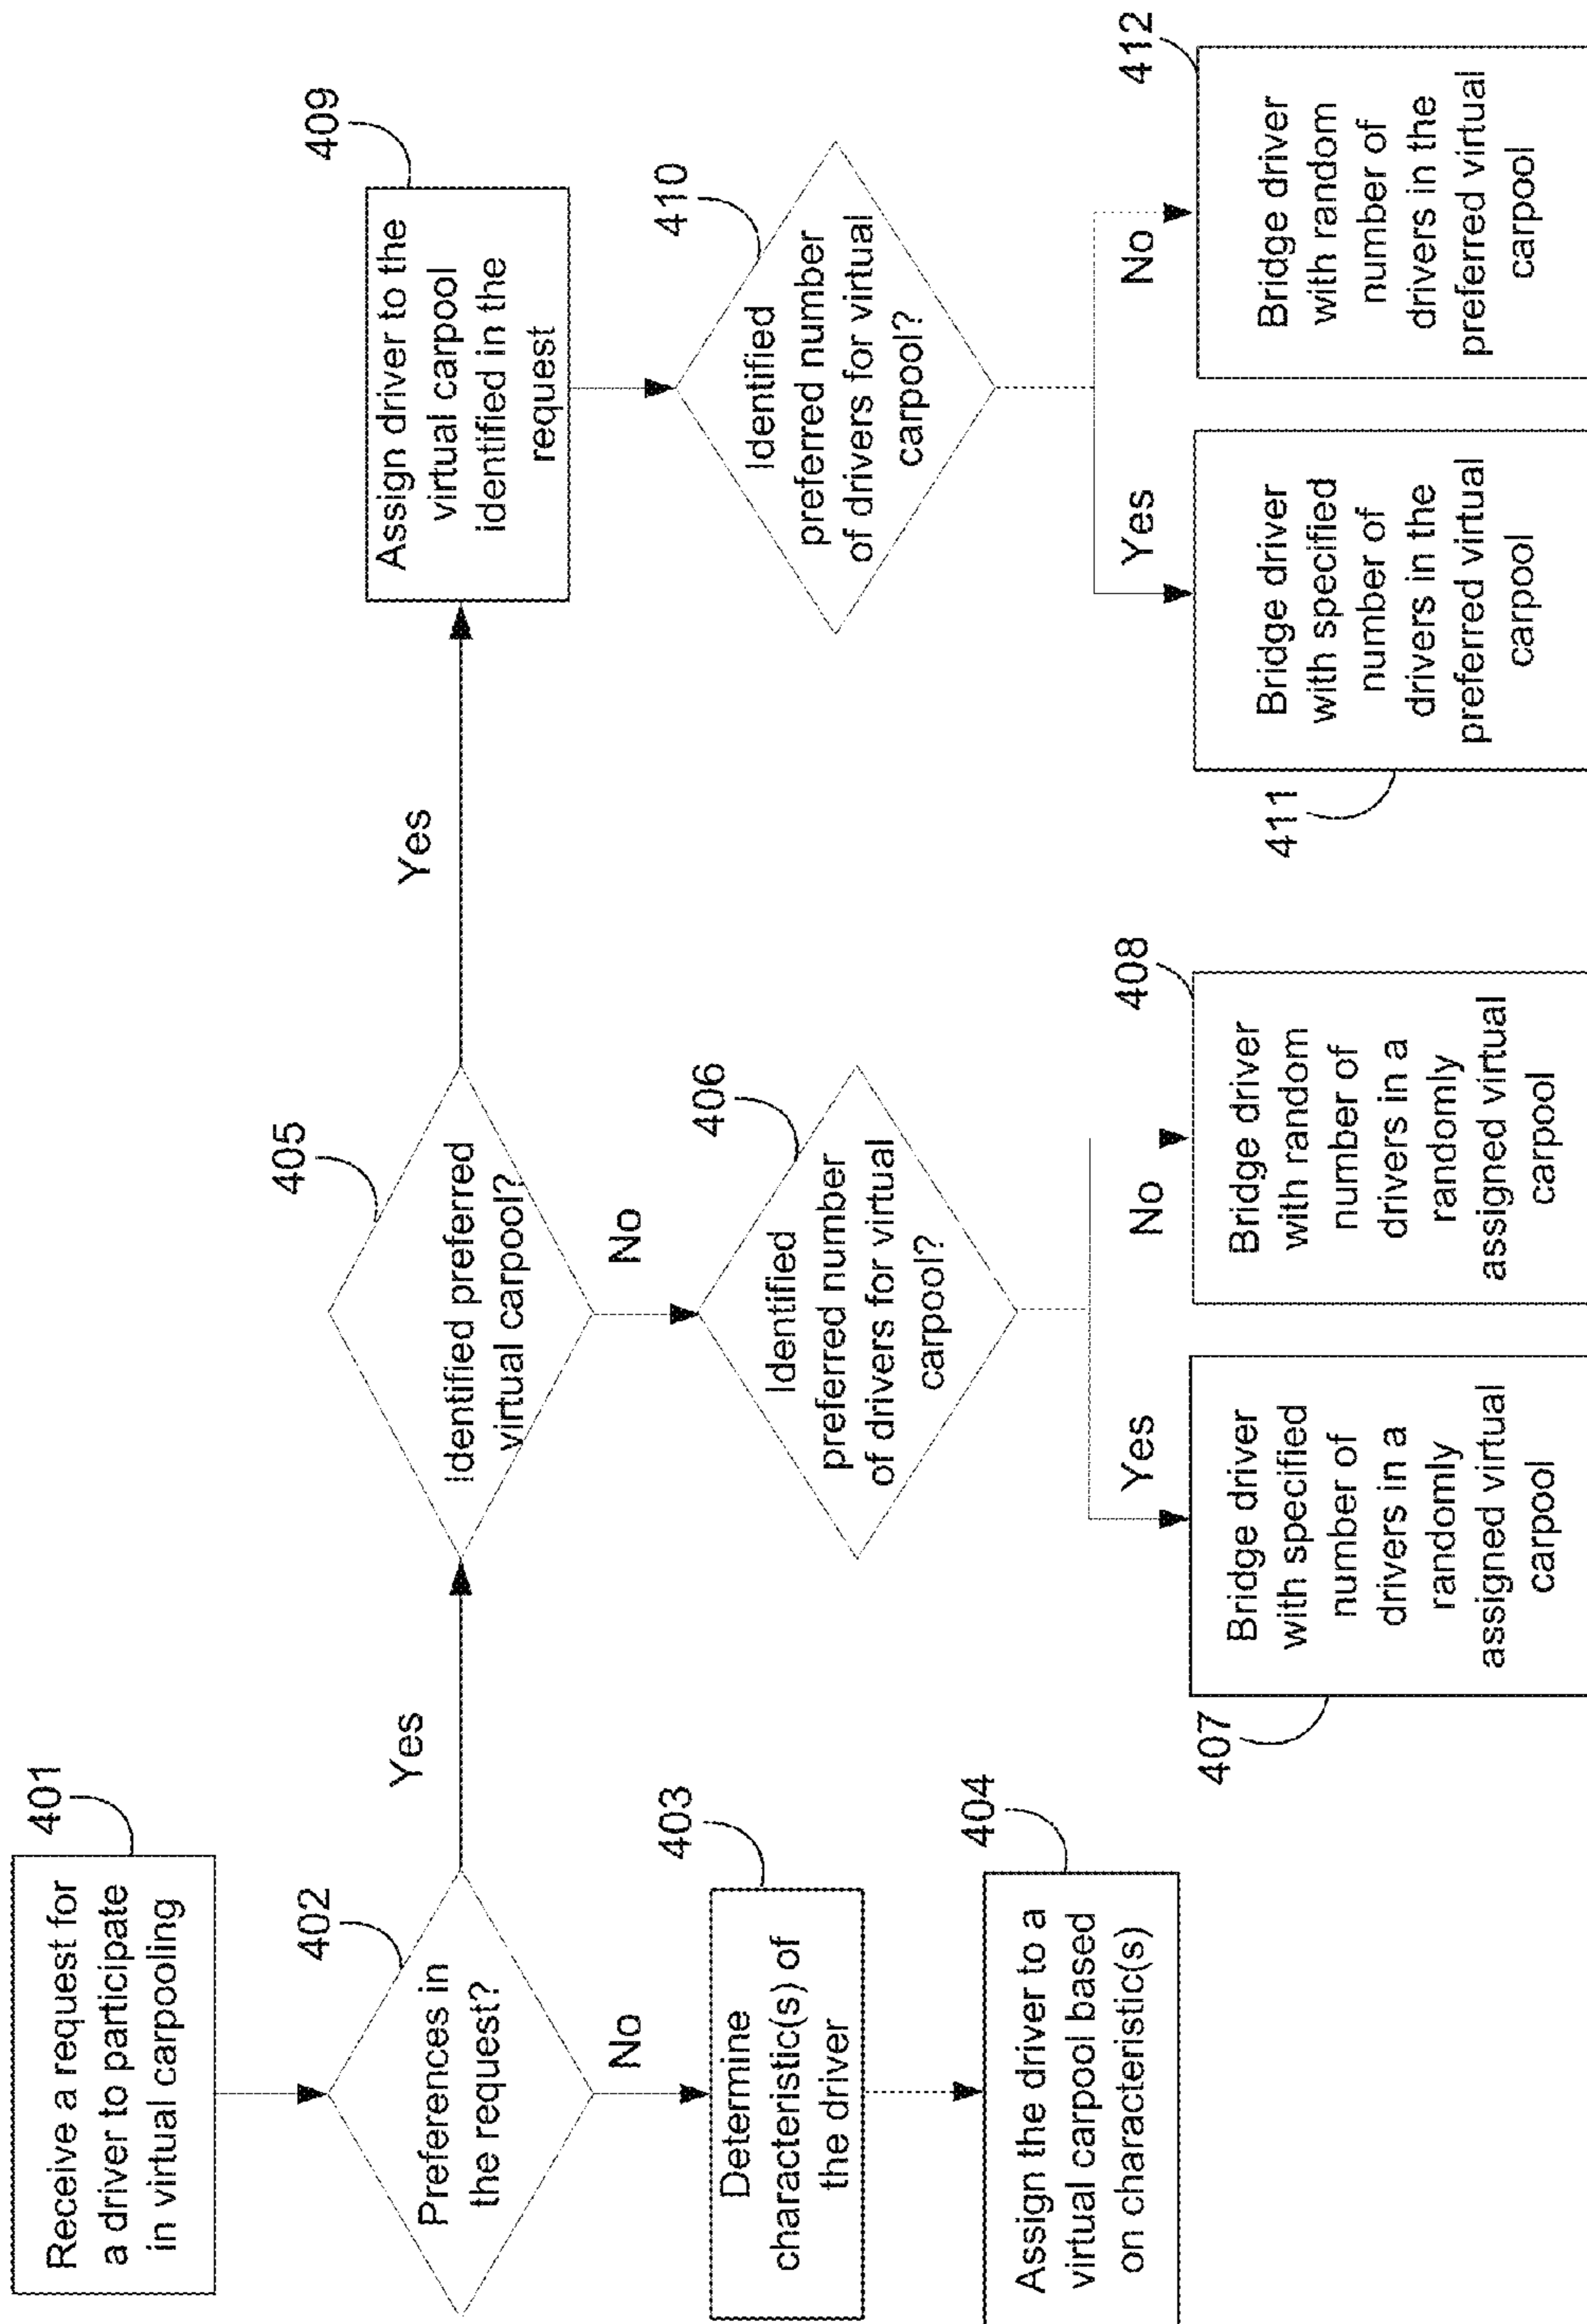 401
Receive a request for
a driver to participate
in virtual carpooling
402
Preferences in
the request?
Yes
No
403
Determine
characteristic(s) of
the driver
404
Assign the driver to a
virtual carpool based
on characteristic(s)
405
Identified preferred
virtual carpool?
Yes
No
406
Identified
preferred number
of drivers for virtual
carpool?
Yes
No
407
Bridge driver
with specified
number of
drivers in a
randomly
assigned virtual
carpool
408
Bridge driver
with random
number of
drivers in a
randomly
assigned virtual
carpool
409
Assign driver to the
virtual carpool
identified in the
request
410
Identified
preferred number
of drivers for virtual
carpool?
Yes
No
411
Bridge driver
with specified
number of
drivers in the
preferred virtual
carpool
412
Bridge driver
with random
number of
drivers in the
preferred virtual
carpool